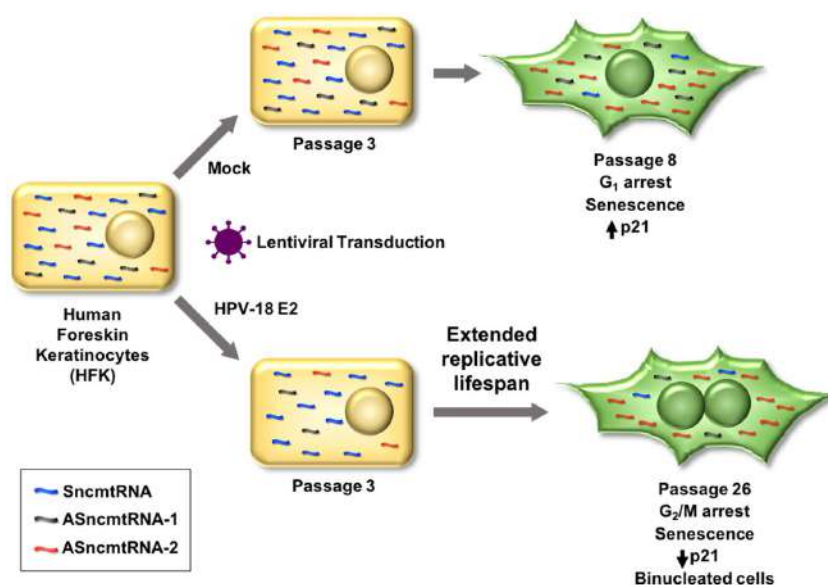 Passage 3
Mock
Passage 8
G₁ arrest
Senescence
↑ p21
Lentiviral Transduction
Human
Foreskin
Keratinocytes
(HFK)
HPV-18 E2
Extended
replicative
lifespan
Passage 3
Passage 26
G₂/M arrest
Senescence
↓ p21
Binucleated cells
SncmtRNA
ASncmtRNA-1
ASncmtRNA-2